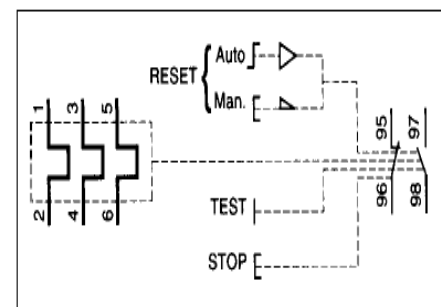 Auto
RESET
Man.
1 3 5
95 97
2 4 6
96 98
TEST
STOP